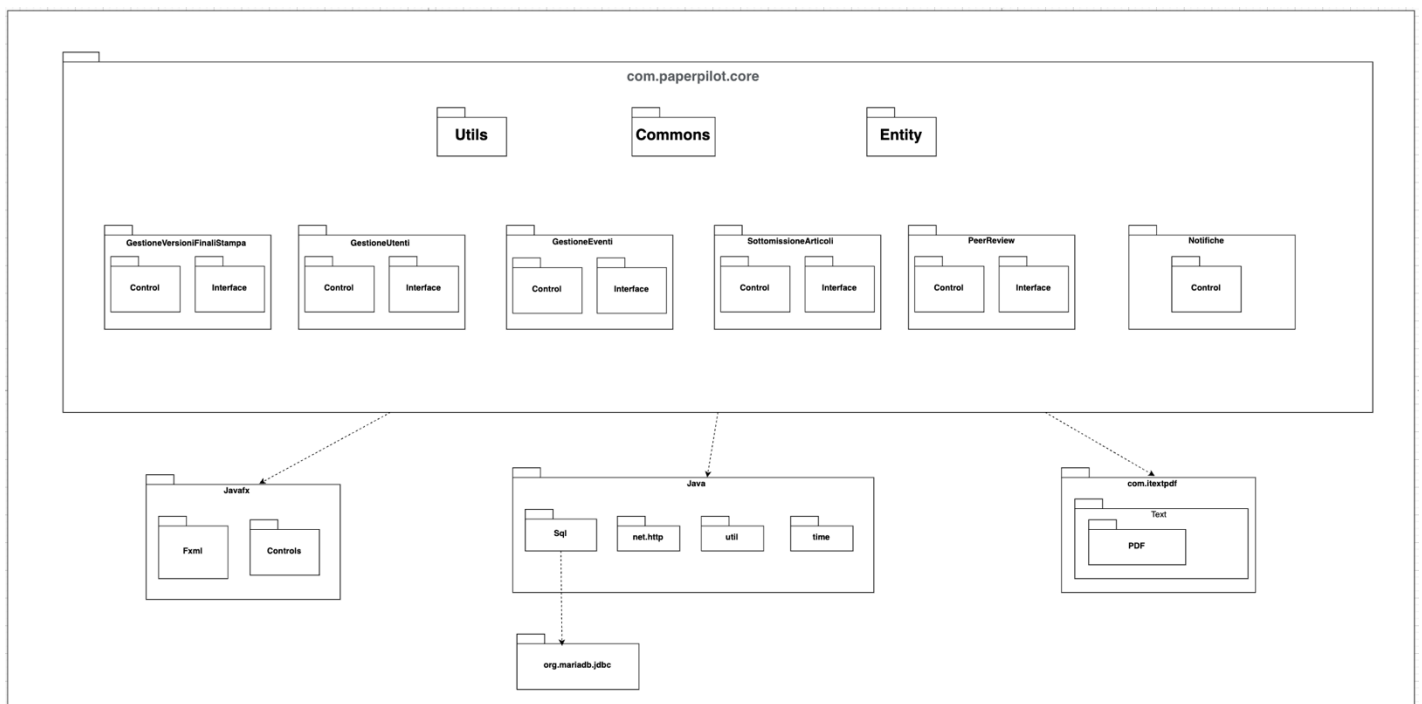 com.paperpilot.core
Utils
Commons
Entity
GestioneVersioniFinaliStampa
Control
Interface
GestioneUtenti
Control
Interface
GestioneEventi
Control
Interface
SottomissioneArticoli
Control
Interface
PeerReview
Control
Interface
Notifiche
Control
Javafx
Fxml
Controls
Java
Sql
net.http
util
time
com.itextpdf
Text
PDF
org.mariadb.jdbc